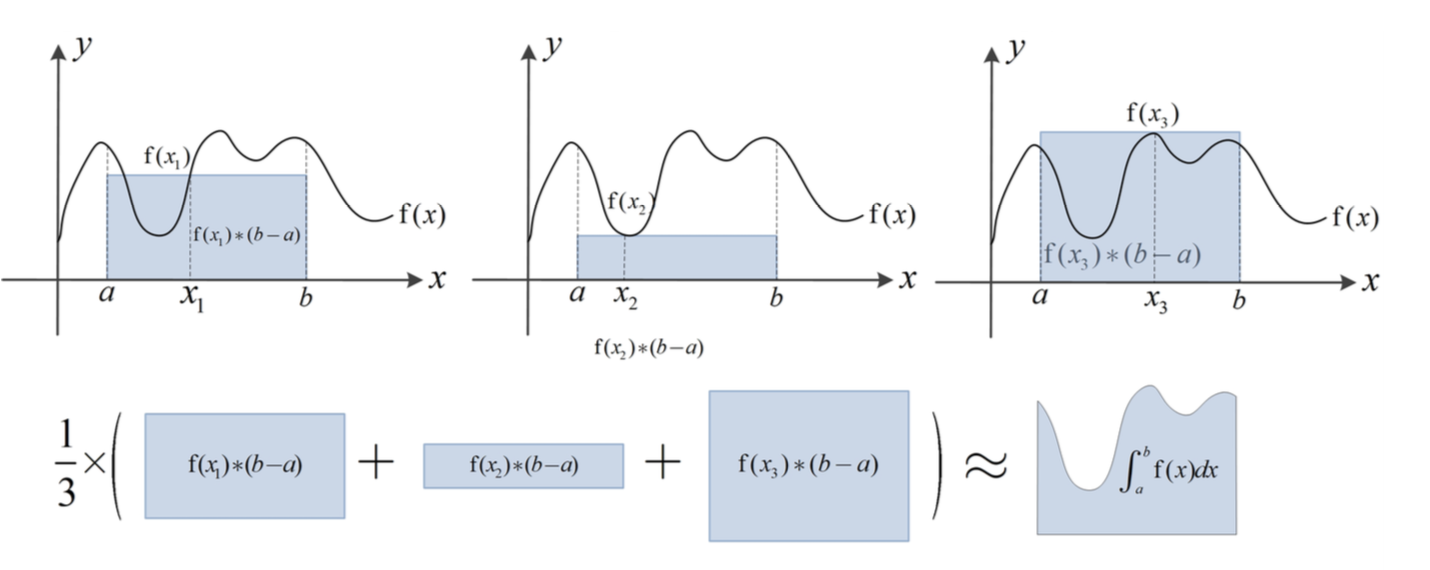 y
f(x₁)
f(x₁)∗(b−a)
f(x)
a
x₁
b
x
y
f(x₂)
f(x)
a
x₂
b
x
f(x₂)∗(b−a)
y
f(x₃)
f(x₃)∗(b−a)
f(x)
a
x₃
b
x
1/3 × ( f(x₁)∗(b−a) + f(x₂)∗(b−a) + f(x₃)∗(b−a) ) ≈ ∫ₐᵇ f(x)dx